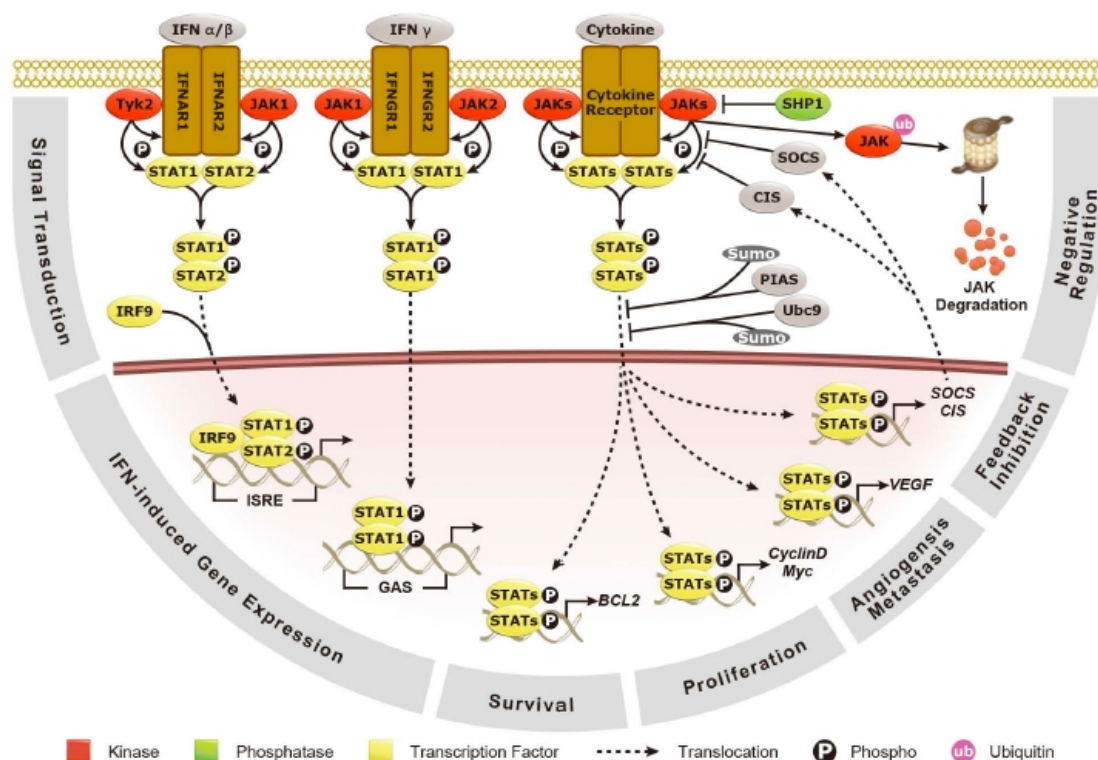 IFN α/β
IFN γ
Cytokine
IFNAR1
IFNAR2
IFNGR1
IFNGR2
Cytokine
Receptor
Tyk2
JAK1
JAK1
JAK2
JAKs
JAKs
SHP1
P
P
P
P
P
P
JAK
ub
SOCS
CIS
STAT1
STAT2
STAT1
STAT1
STATs
STATs
STAT1
P
STAT2
P
STAT1
P
STAT1
P
STATs
P
STATs
P
JAK
Degradation
Sumo
PIAS
Ubc9
Sumo
IRF9
IRF9
STAT1
P
STAT2
P
ISRE
STAT1
P
STAT1
P
GAS
STATs
P
STATs
P
BCL2
STATs
P
STATs
P
CyclinD
Myc
STATs
P
STATs
P
VEGF
STATs
P
STATs
P
SOCS
CIS
Signal Transduction
IFN-induced Gene Expression
Survival
Proliferation
Angiogensis
Metastasis
Feedback
Inhibition
Negative
Regulation
Kinase
Phosphatase
Transcription Factor
Translocation
P
Phospho
ub
Ubiquitin